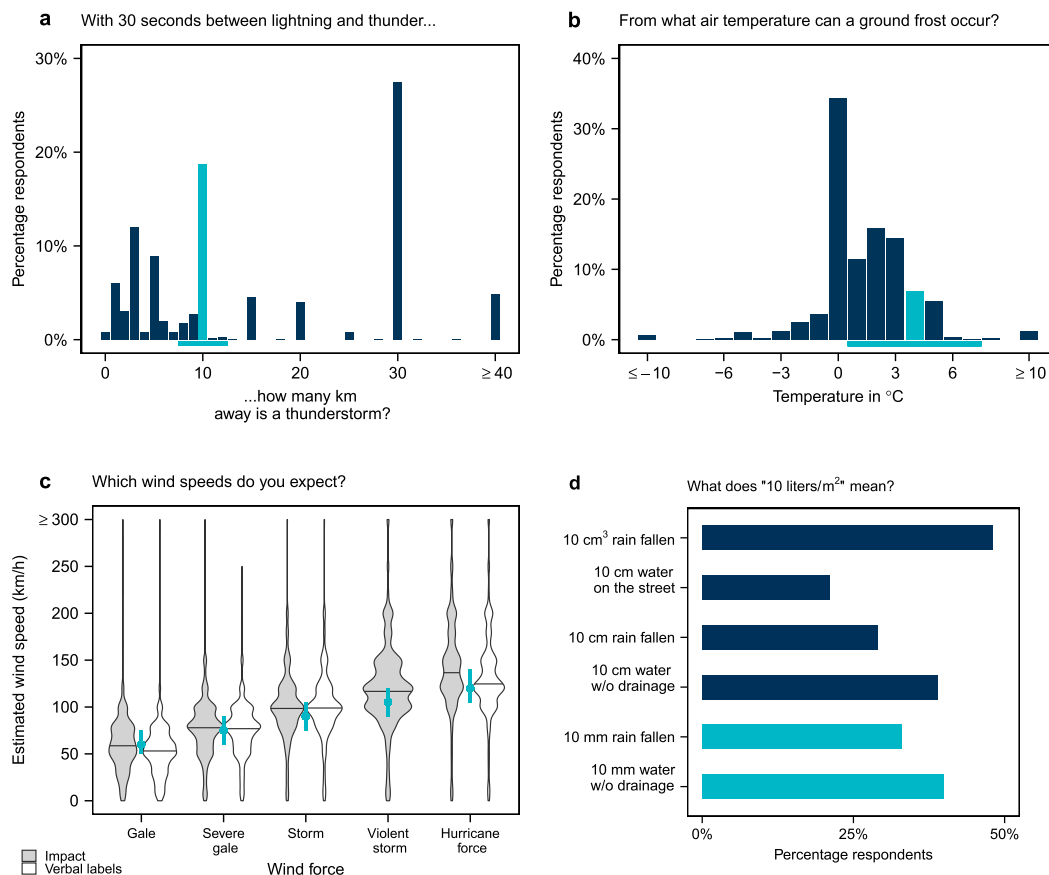 a With 30 seconds between lightning and thunder...
Percentage respondents
30%
20%
10%
0%
0 10 20 30 ≥ 40
...how many km
away is a thunderstorm?
b From what air temperature can a ground frost occur?
Percentage respondents
40%
30%
20%
10%
0%
≤ −10 −6 −3 0 3 6 ≥ 10
Temperature in °C
c Which wind speeds do you expect?
Estimated wind speed (km/h)
≥ 300
250
200
150
100
50
0
Gale
Severe
gale
Storm
Violent
storm
Hurricane
force
Impact
Verbal labels
Wind force
d What does "10 liters/m²" mean?
10 cm³ rain fallen
10 cm water
on the street
10 cm rain fallen
10 cm water
w/o drainage
10 mm rain fallen
10 mm water
w/o drainage
0% 25% 50%
Percentage respondents